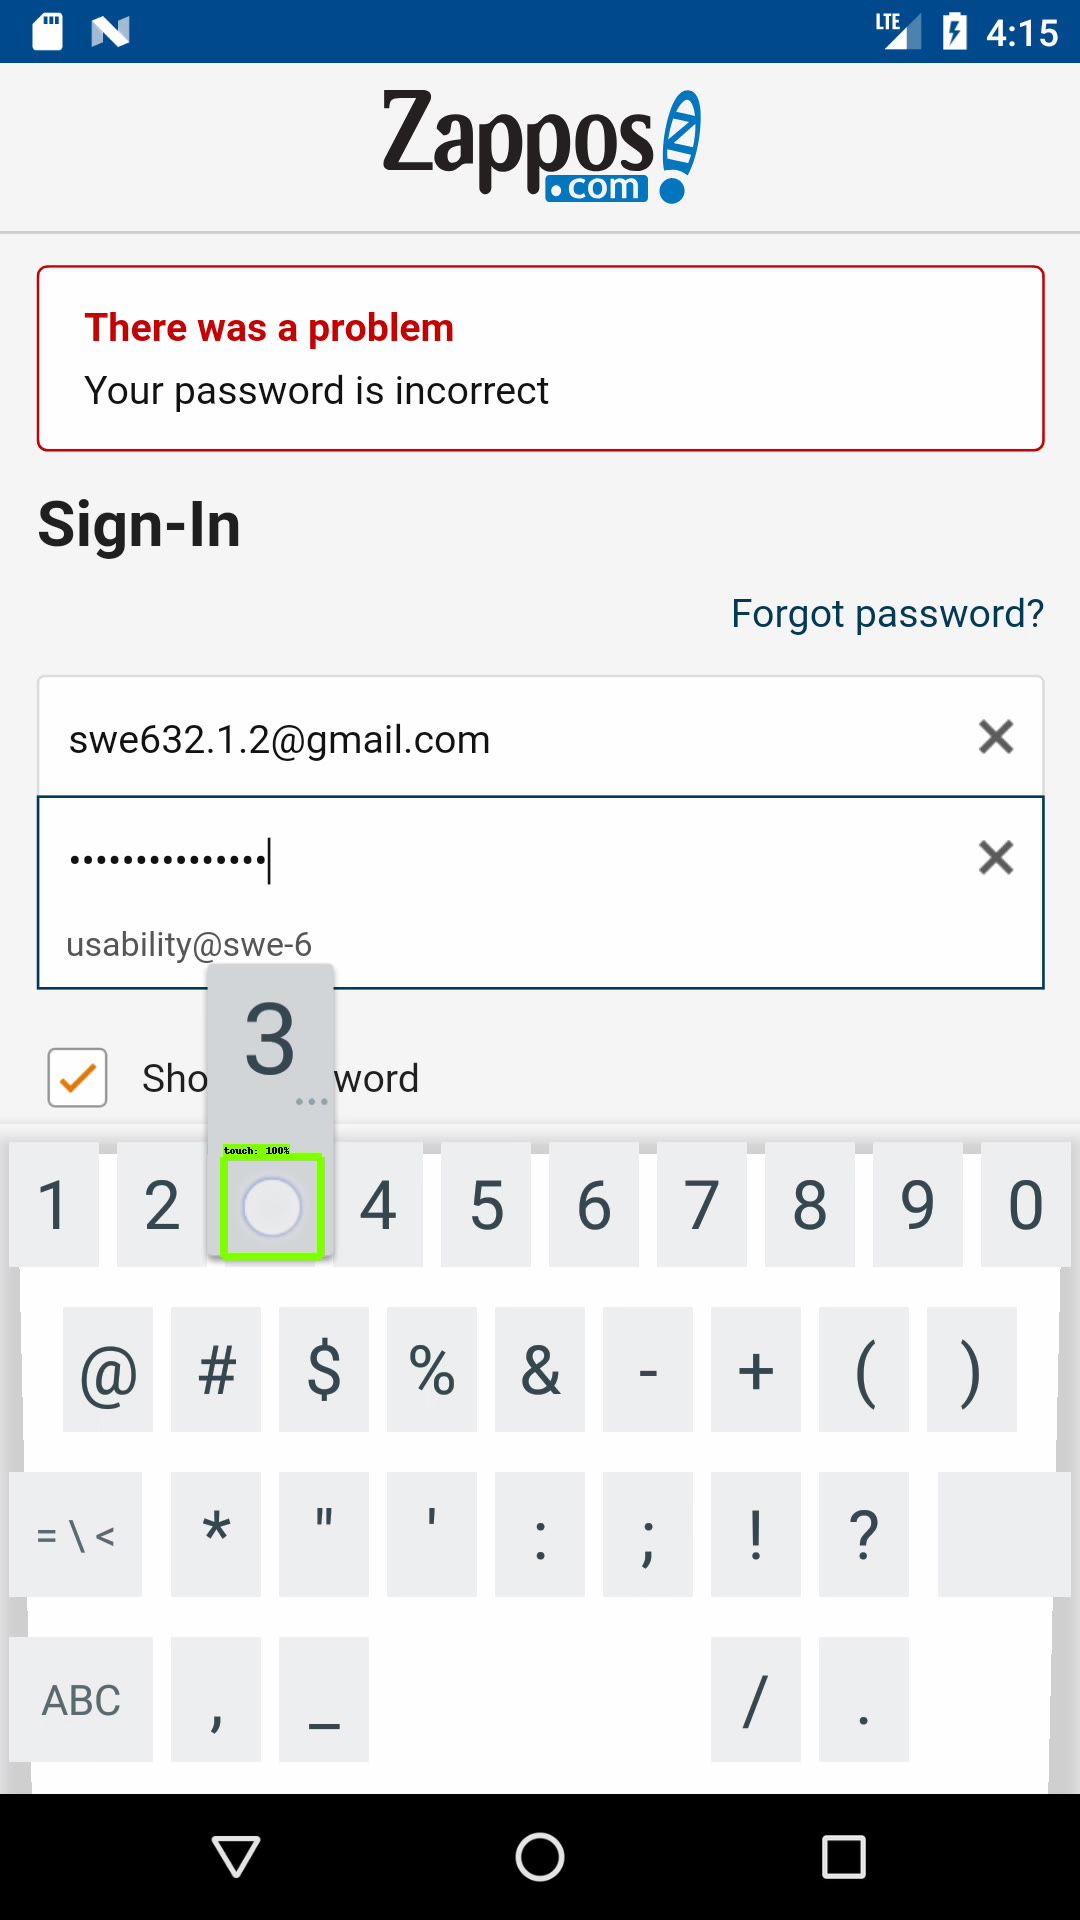 LTE 4:15
Zappos
.com
There was a problem
Your password is incorrect
Sign-In
Forgot password?
swe632.1.2@gmail.com
•••••••••••••••
usability@swe-6
3
...
Sho word
touch: 100%
1 2 4 5 6 7 8 9 0
@ # $ % & - + ( )
= \ < * " ' : ; ! ?
ABC , _ / .